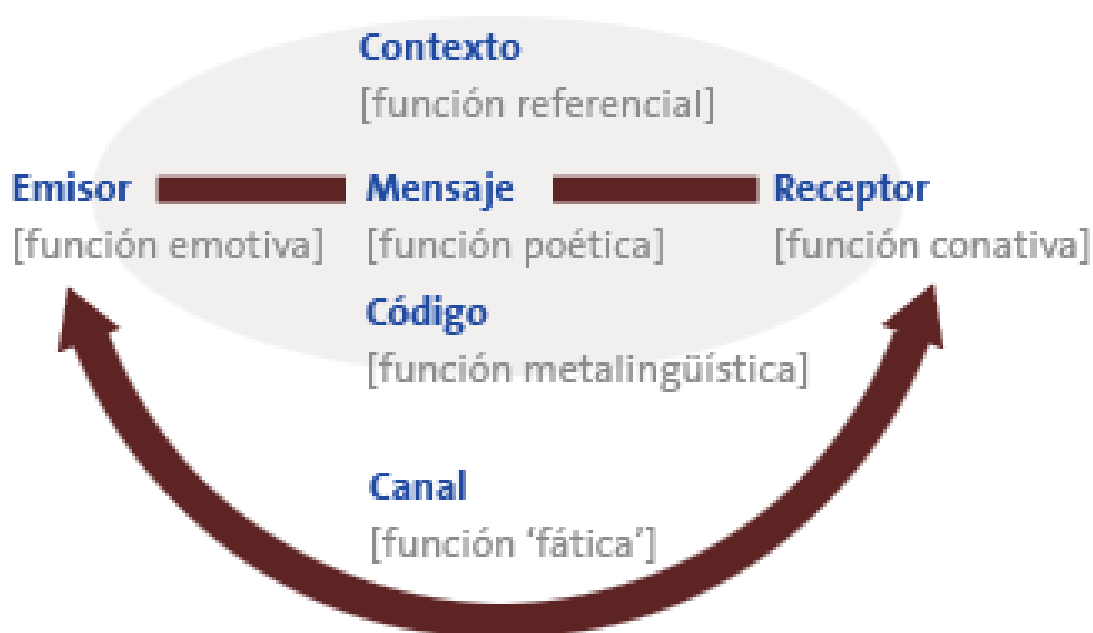 Contexto
[función referencial]
Emisor
[función emotiva]
Mensaje
[función poética]
Receptor
[función conativa]
Código
[función metalingüística]
Canal
[función ‘fática’]